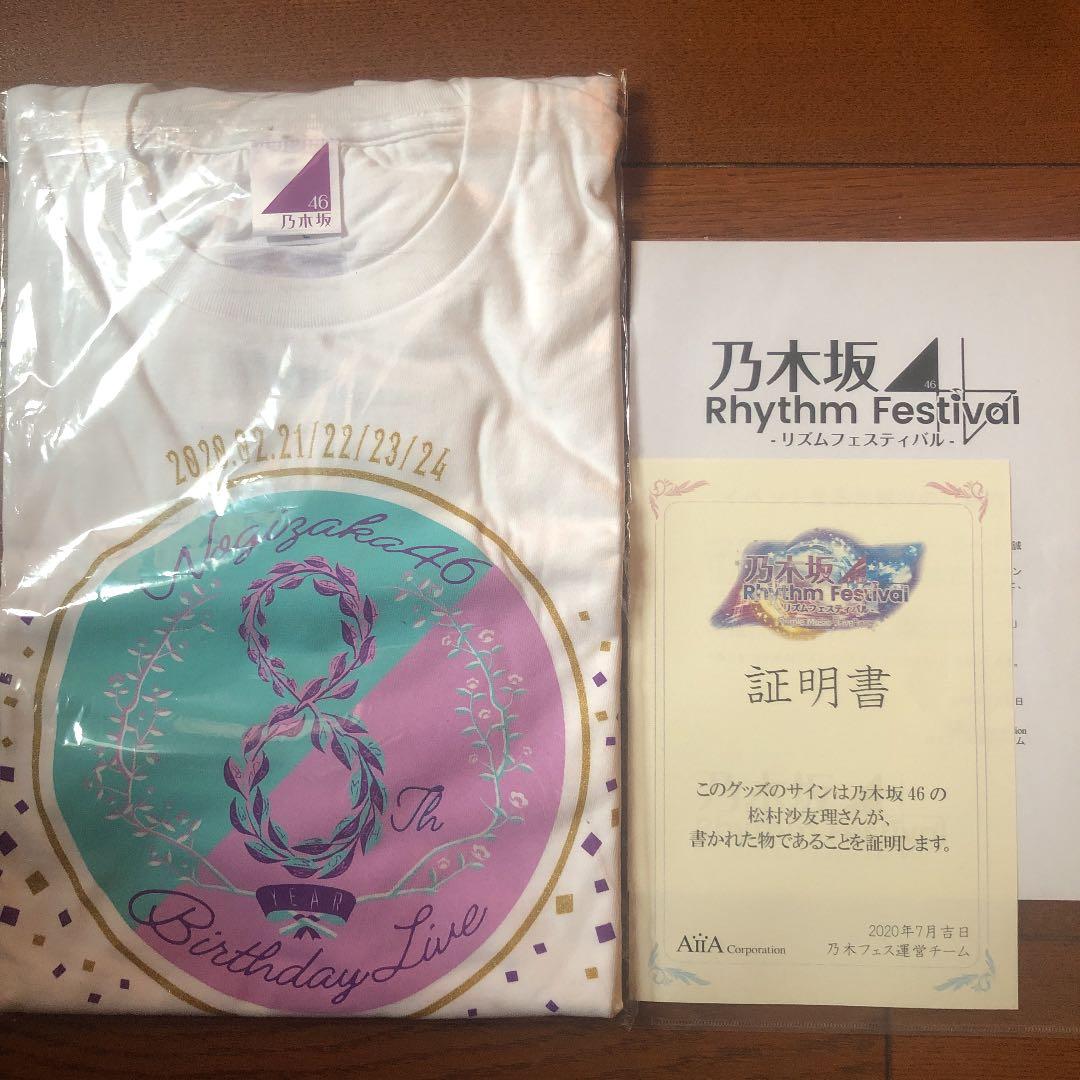 46
乃木坂
2020.02.21/22/23/24
Nogizaka46
8
Th
YEAR
Birthday Live
乃木坂46
Rhythm Festival
- リズムフェスティバル -
乃木坂46
Rhythm Festival
- リズムフェスティバル -
証明書
このグッズのサインは乃木坂46の
松村沙友理さんが、
書かれた物であることを証明します。
2020年7月吉日
AiiA Corporation
乃木フェス運営チーム